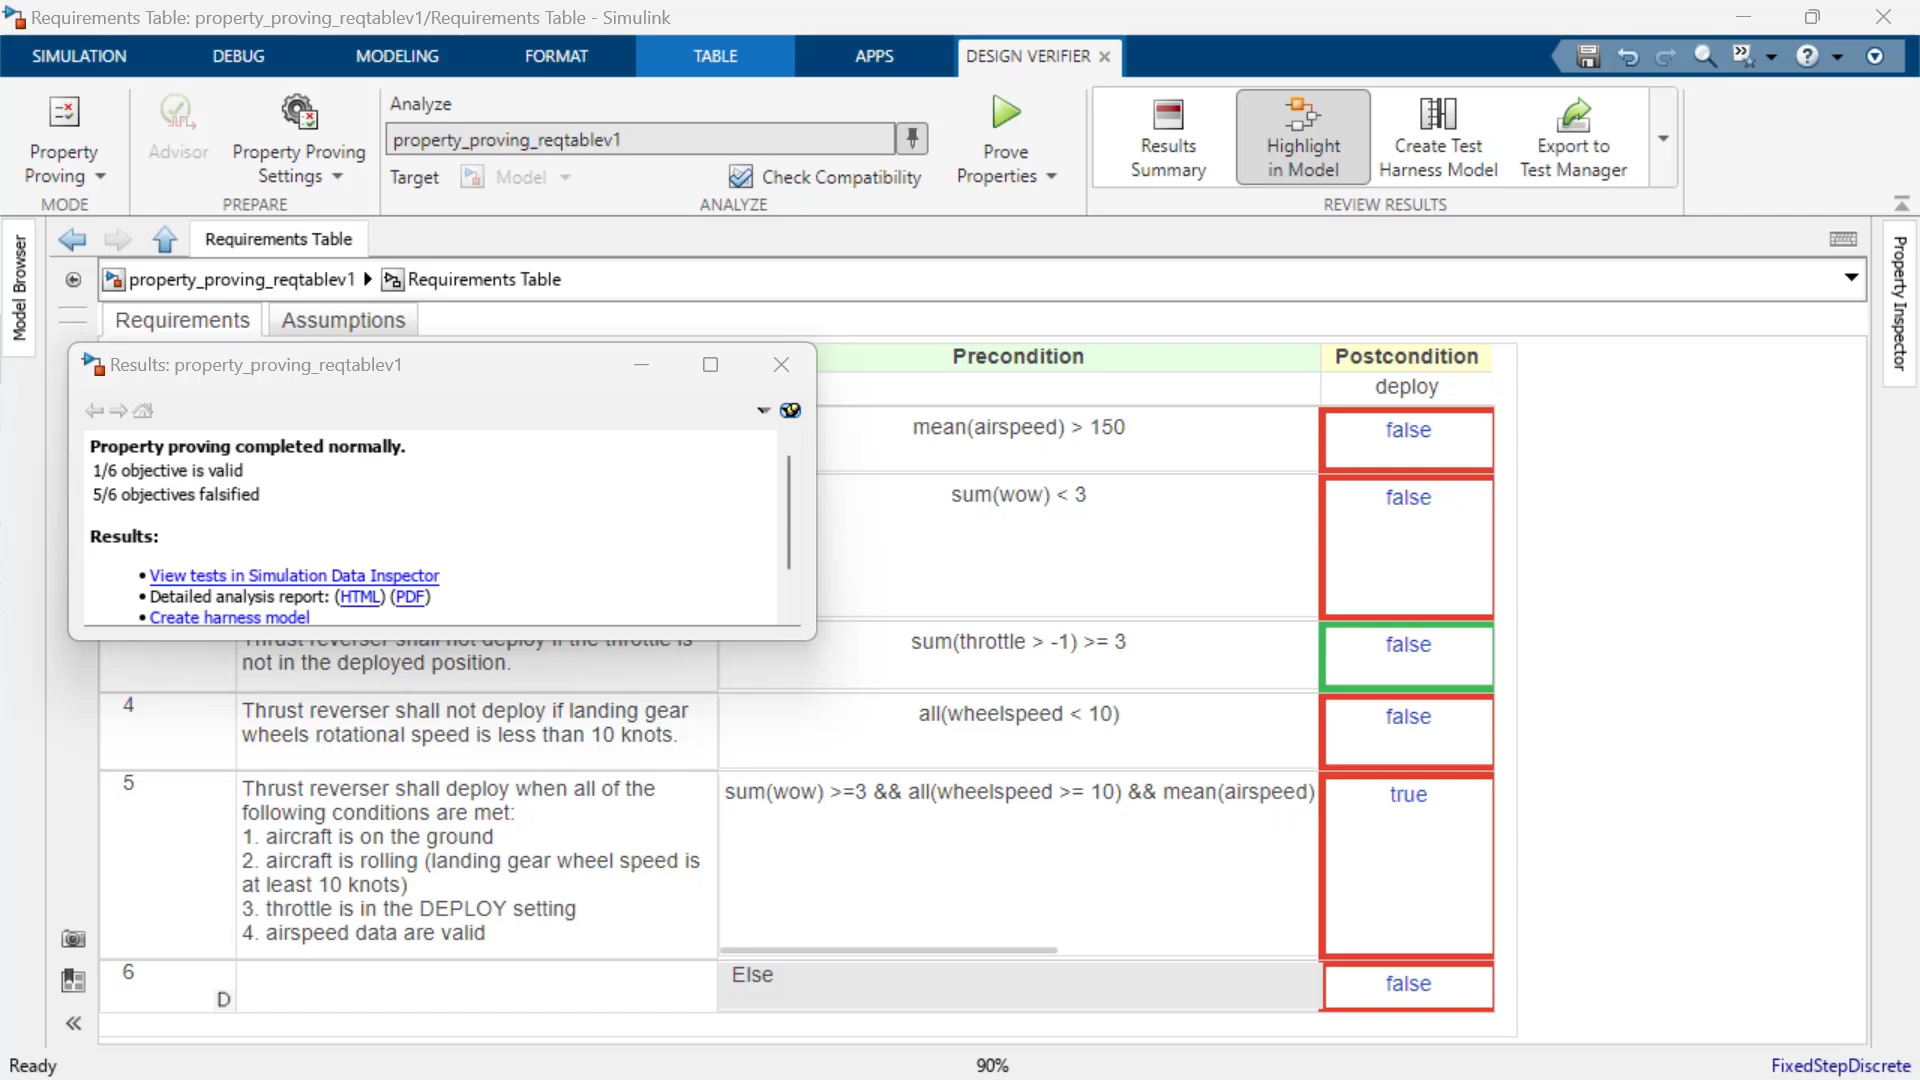 Requirements Table: property_proving_reqtablev1/Requirements Table - Simulink
SIMULATION DEBUG MODELING FORMAT TABLE APPS DESIGN VERIFIER
Property Proving
MODE
Advisor
Property Proving Settings
PREPARE
Analyze
property_proving_reqtablev1
Target Model Check Compatibility
Prove Properties
ANALYZE
Results Summary
Highlight in Model
Create Test Harness Model
Export to Test Manager
REVIEW RESULTS
Model Browser
Property Inspector
Requirements Table
property_proving_reqtablev1 Requirements Table
Requirements Assumptions
Results: property_proving_reqtablev1
Property proving completed normally.
1/6 objective is valid
5/6 objectives falsified
Results:
• View tests in Simulation Data Inspector
• Detailed analysis report: (HTML) (PDF)
• Create harness model
Precondition Postcondition
deploy
mean(airspeed) > 150 false
sum(wow) < 3 false
Thrust reverser shall not deploy if the throttle is
not in the deployed position.
sum(throttle > -1) >= 3 false
4
Thrust reverser shall not deploy if landing gear
wheels rotational speed is less than 10 knots.
all(wheelspeed < 10) false
5
Thrust reverser shall deploy when all of the
following conditions are met:
1. aircraft is on the ground
2. aircraft is rolling (landing gear wheel speed is
at least 10 knots)
3. throttle is in the DEPLOY setting
4. airspeed data are valid
sum(wow) >=3 && all(wheelspeed >= 10) && mean(airspeed) true
6
D
Else false
Ready 90% FixedStepDiscrete